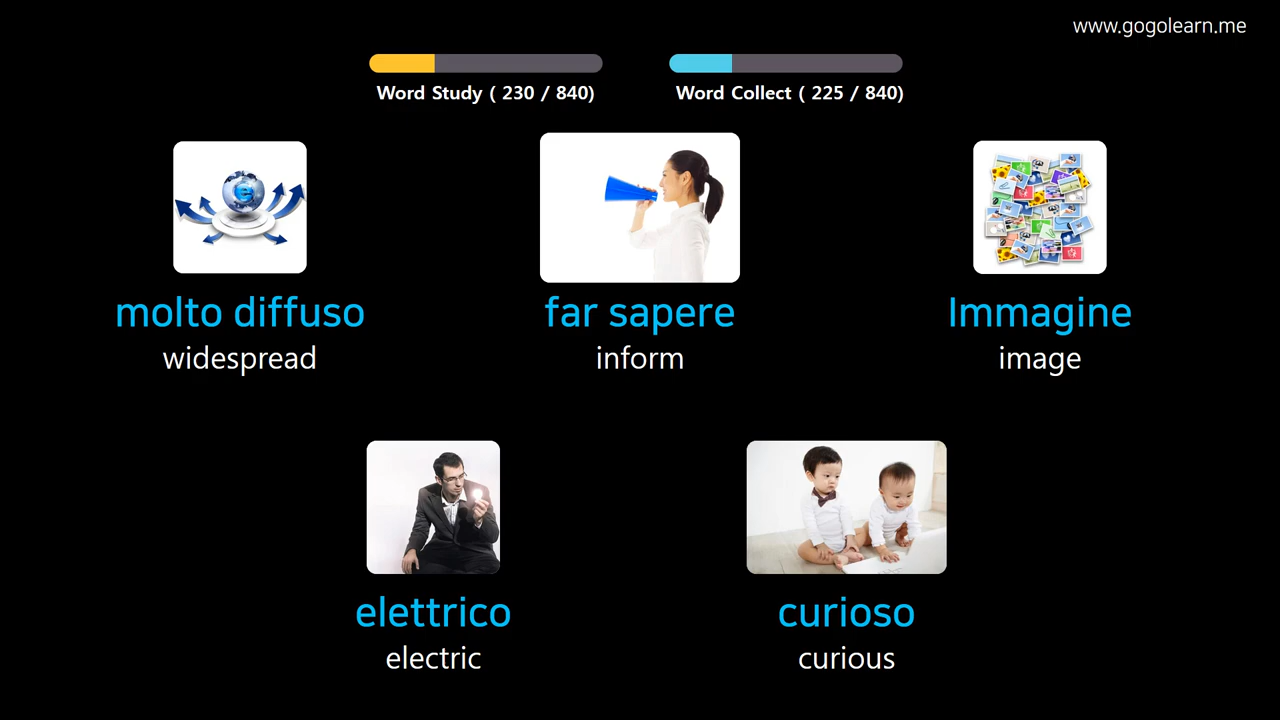 www.gogolearn.me
Word Study ( 230 / 840)
Word Collect ( 225 / 840)
molto diffuso
widespread
far sapere
inform
Immagine
image
elettrico
electric
curioso
curious